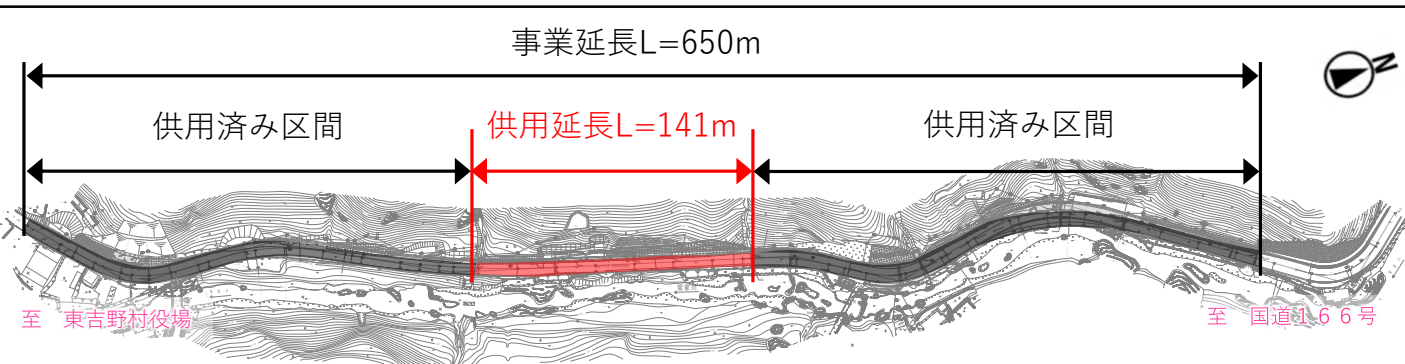 事業延長L=650m
N
供用済み区間
供用延長L=141m
供用済み区間
至 東吉野村役場
至 国道166号